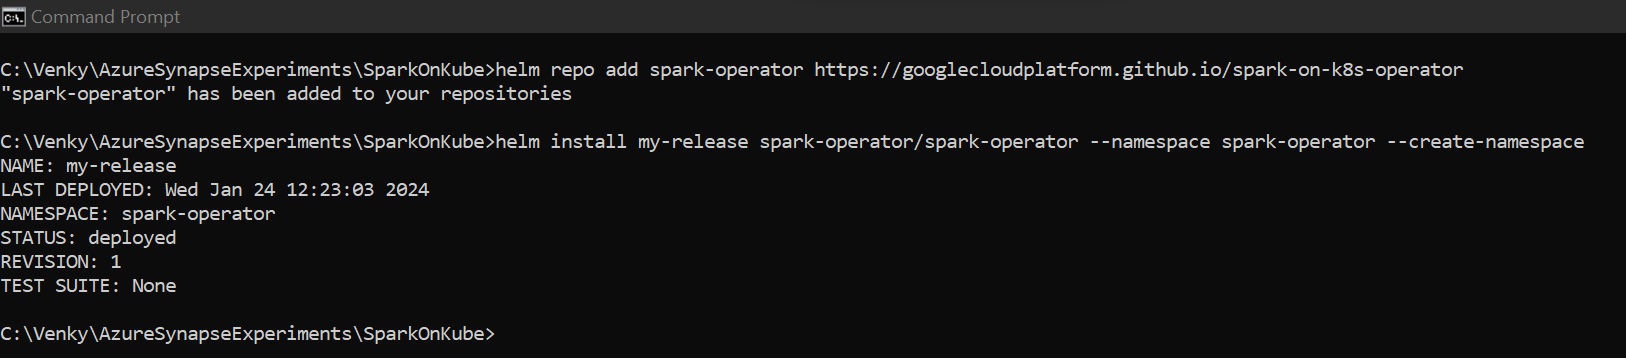 Command Prompt
C:\Venky\AzureSynapseExperiments\SparkOnKube>helm repo add spark-operator https://googlecloudplatform.github.io/spark-on-k8s-operator
"spark-operator" has been added to your repositories
C:\Venky\AzureSynapseExperiments\SparkOnKube>helm install my-release spark-operator/spark-operator --namespace spark-operator --create-namespace
NAME: my-release
LAST DEPLOYED: Wed Jan 24 12:23:03 2024
NAMESPACE: spark-operator
STATUS: deployed
REVISION: 1
TEST SUITE: None
C:\Venky\AzureSynapseExperiments\SparkOnKube>